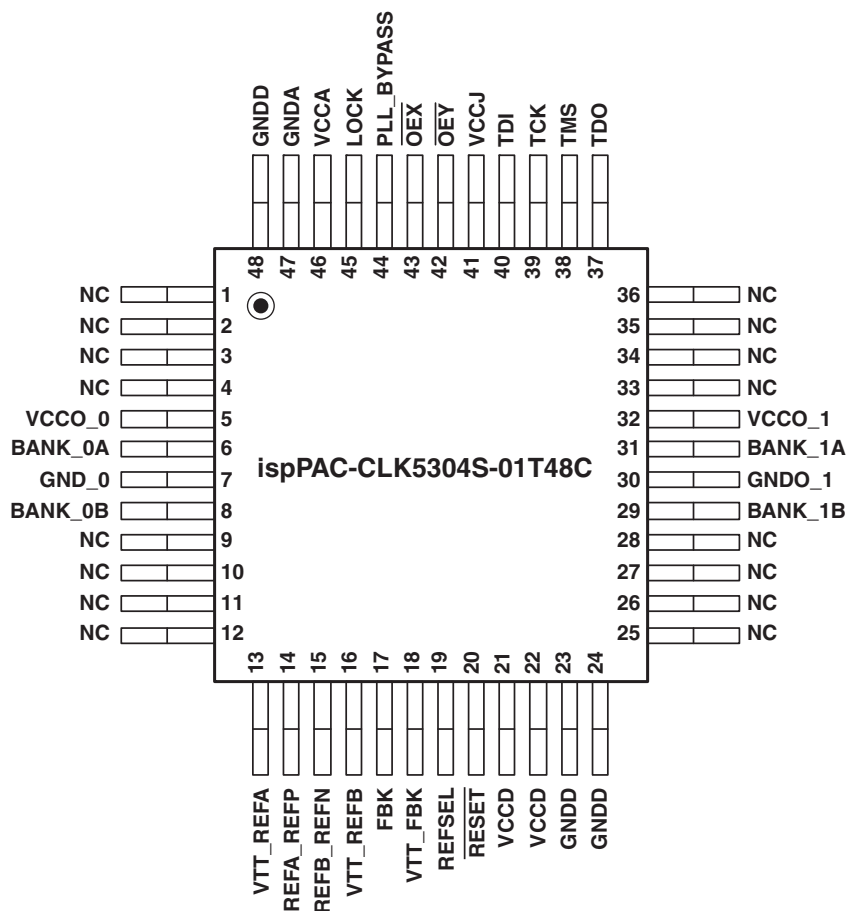 GNDD
GNDA
VCCA
LOCK
PLL_BYPASS
OEX
OEY
VCCJ
TDI
TCK
TMS
TDO
48
47
46
45
44
43
42
41
40
39
38
37
NC 1
NC 2
NC 3
NC 4
VCCO_0 5
BANK_0A 6
GND_0 7
BANK_0B 8
NC 9
NC 10
NC 11
NC 12
ispPAC-CLK5304S-01T48C
36 NC
35 NC
34 NC
33 NC
32 VCCO_1
31 BANK_1A
30 GNDO_1
29 BANK_1B
28 NC
27 NC
26 NC
25 NC
13
14
15
16
17
18
19
20
21
22
23
24
VTT_REFA
REFA_REFP
REFB_REFN
VTT_REFB
FBK
VTT_FBK
REFSEL
RESET
VCCD
VCCD
GNDD
GNDD